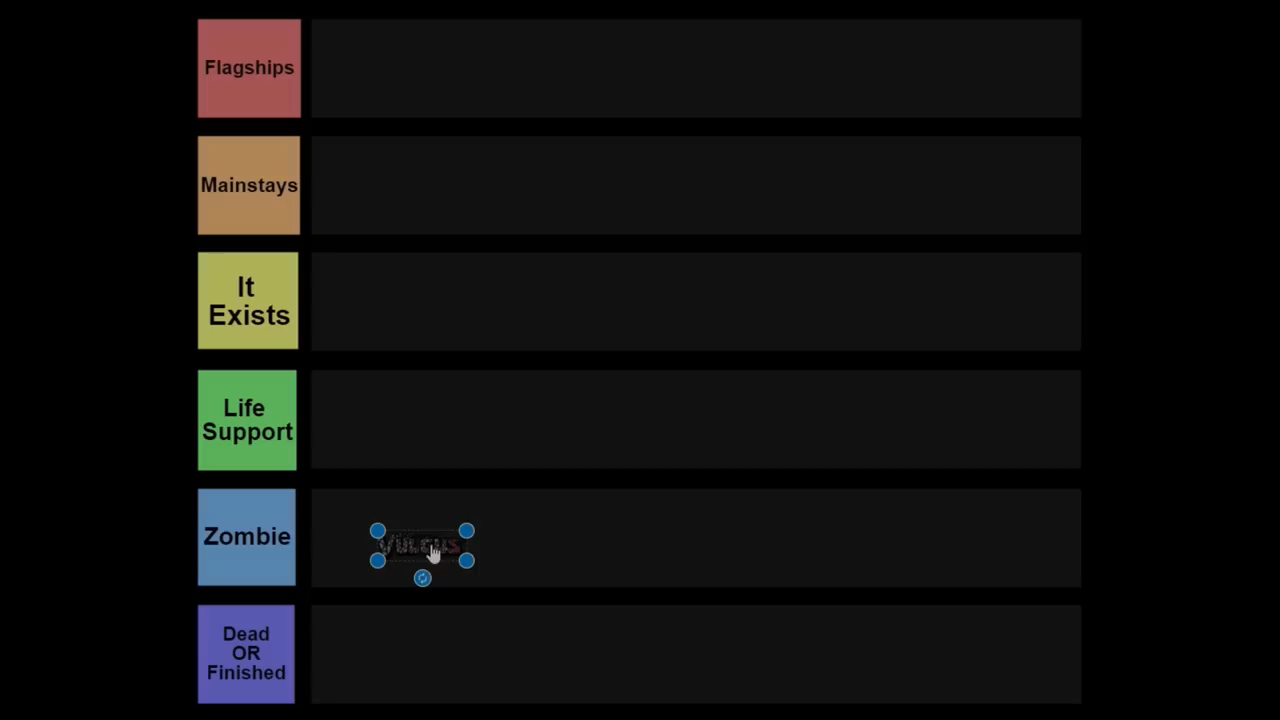 Flagships
Mainstays
It
Exists
Life
Support
Zombie
Dead
OR
Finished